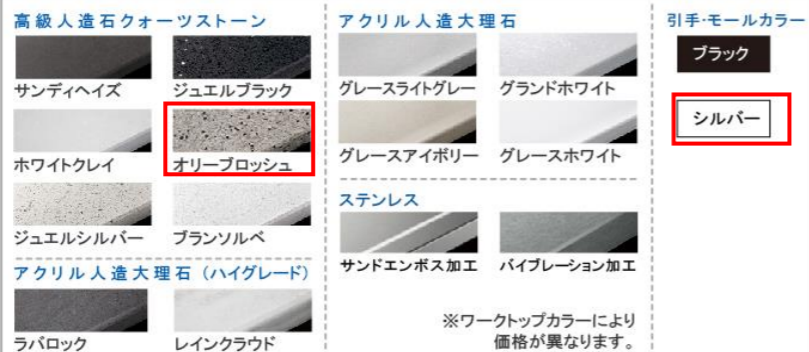 高級人造石クォーツストーン
サンディヘイズ
ジュエルブラック
ホワイトクレイ
オリーブロッシュ
ジュエルシルバー
ブランソルベ
アクリル人造大理石（ハイグレード）
ラバロック
レインクラウド
アクリル人造大理石
グレースライトグレー
グランドホワイト
グレースアイボリー
グレースホワイト
ステンレス
サンドエンボス加工
バイブレーション加工
※ワークトップカラーにより
価格が異なります。
引手・モールカラー
ブラック
シルバー